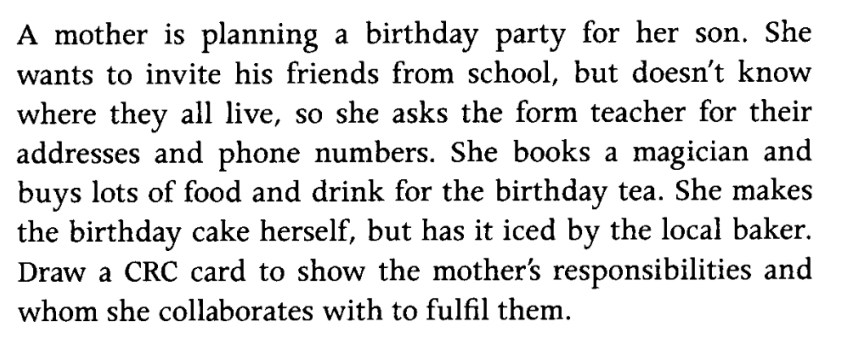 A mother is planning a birthday party for her son. She
wants to invite his friends from school, but doesn't know
where they all live, so she asks the form teacher for their
addresses and phone numbers. She books a magician and
buys lots of food and drink for the birthday tea. She makes
the birthday cake herself, but has it iced by the local baker.
Draw a CRC card to show the mother's responsibilities and
whom she collaborates with to fulfil them.